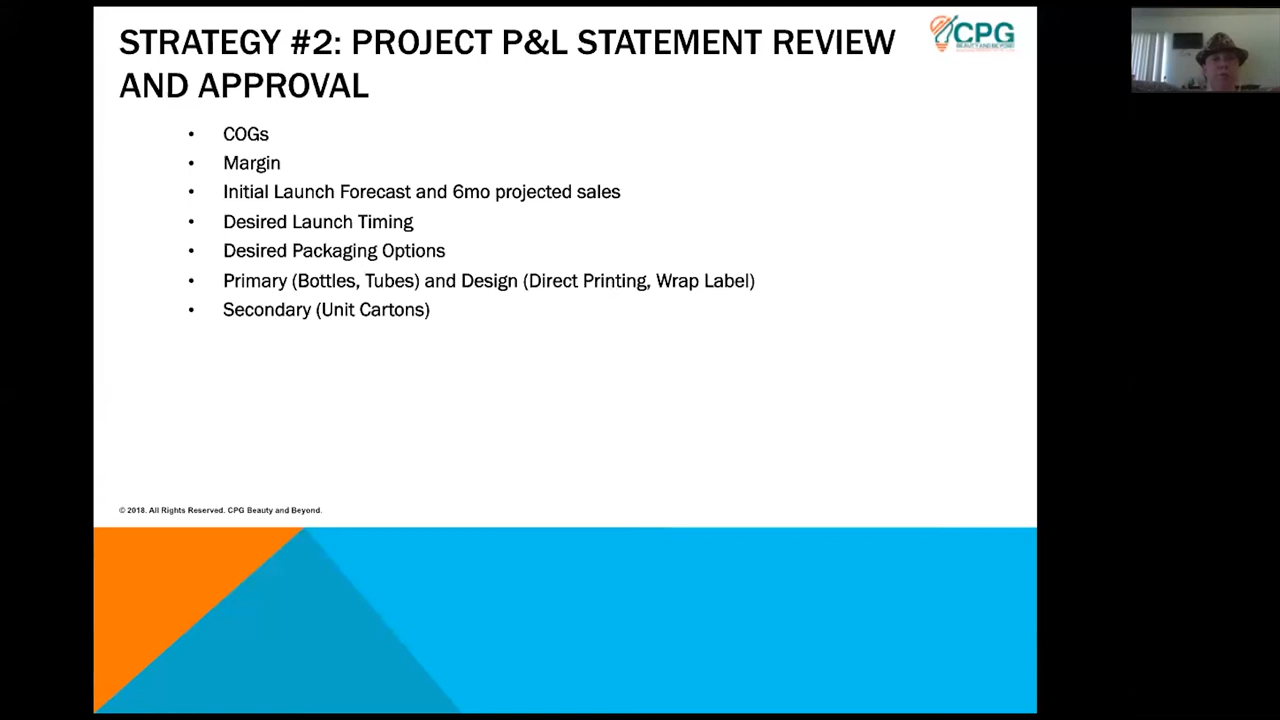 STRATEGY #2: PROJECT P&L STATEMENT REVIEW
AND APPROVAL
CPG
BEAUTY AND BEYOND
• COGs
• Margin
• Initial Launch Forecast and 6mo projected sales
• Desired Launch Timing
• Desired Packaging Options
• Primary (Bottles, Tubes) and Design (Direct Printing, Wrap Label)
• Secondary (Unit Cartons)
© 2018. All Rights Reserved. CPG Beauty and Beyond.